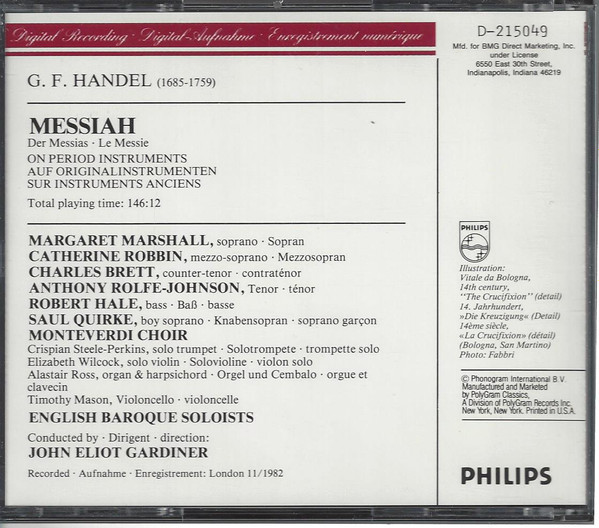 Digital Recording · Digital-Aufnahme · Enregistrement numérique
G. F. HANDEL (1685-1759)
MESSIAH
Der Messias · Le Messie
ON PERIOD INSTRUMENTS
AUF ORIGINALINSTRUMENTEN
SUR INSTRUMENTS ANCIENS
Total playing time: 146:12
MARGARET MARSHALL, soprano · Sopran
CATHERINE ROBBIN, mezzo-soprano · Mezzosopran
CHARLES BRETT, counter-tenor · contraténor
ANTHONY ROLFE-JOHNSON, Tenor · ténor
ROBERT HALE, bass · Baß · basse
SAUL QUIRKE, boy soprano · Knabensopran · soprano garçon
MONTEVERDI CHOIR
Crispian Steele-Perkins, solo trumpet · Solotrompete · trompette solo
Elizabeth Wilcock, solo violin · Solovioline · violon solo
Alastair Ross, organ & harpsichord · Orgel und Cembalo · orgue et
clavecin
Timothy Mason, Violoncello · violoncelle
ENGLISH BAROQUE SOLOISTS
Conducted by · Dirigent · direction:
JOHN ELIOT GARDINER
Recorded · Aufnahme · Enregistrement: London 11/1982
D-215049
Mfd. for BMG Direct Marketing, Inc.
under License
6550 East 30th Street,
Indianapolis, Indiana 46219
PHILIPS
Illustration:
Vitale da Bologna,
14th century,
"The Crucifixion" (detail)
14. Jahrhundert,
»Die Kreuzigung« (Detail)
14ème siècle,
«La Crucifixion» (détail)
(Bologna, San Martino)
Photo: Fabbri
© Phonogram International B.V.
Manufactured and Marketed
by PolyGram Classics,
A Division of PolyGram Records Inc.
New York, New York. Printed in U.S.A.
PHILIPS